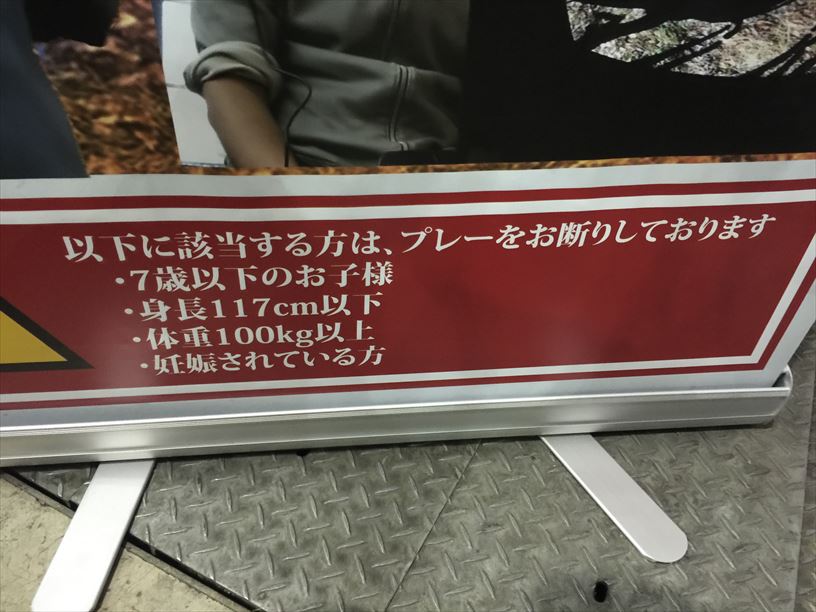 以下に該当する方は、プレーをお断りしております
・7歳以下のお子様
・身長117cm以下
・体重100kg以上
・妊娠されている方